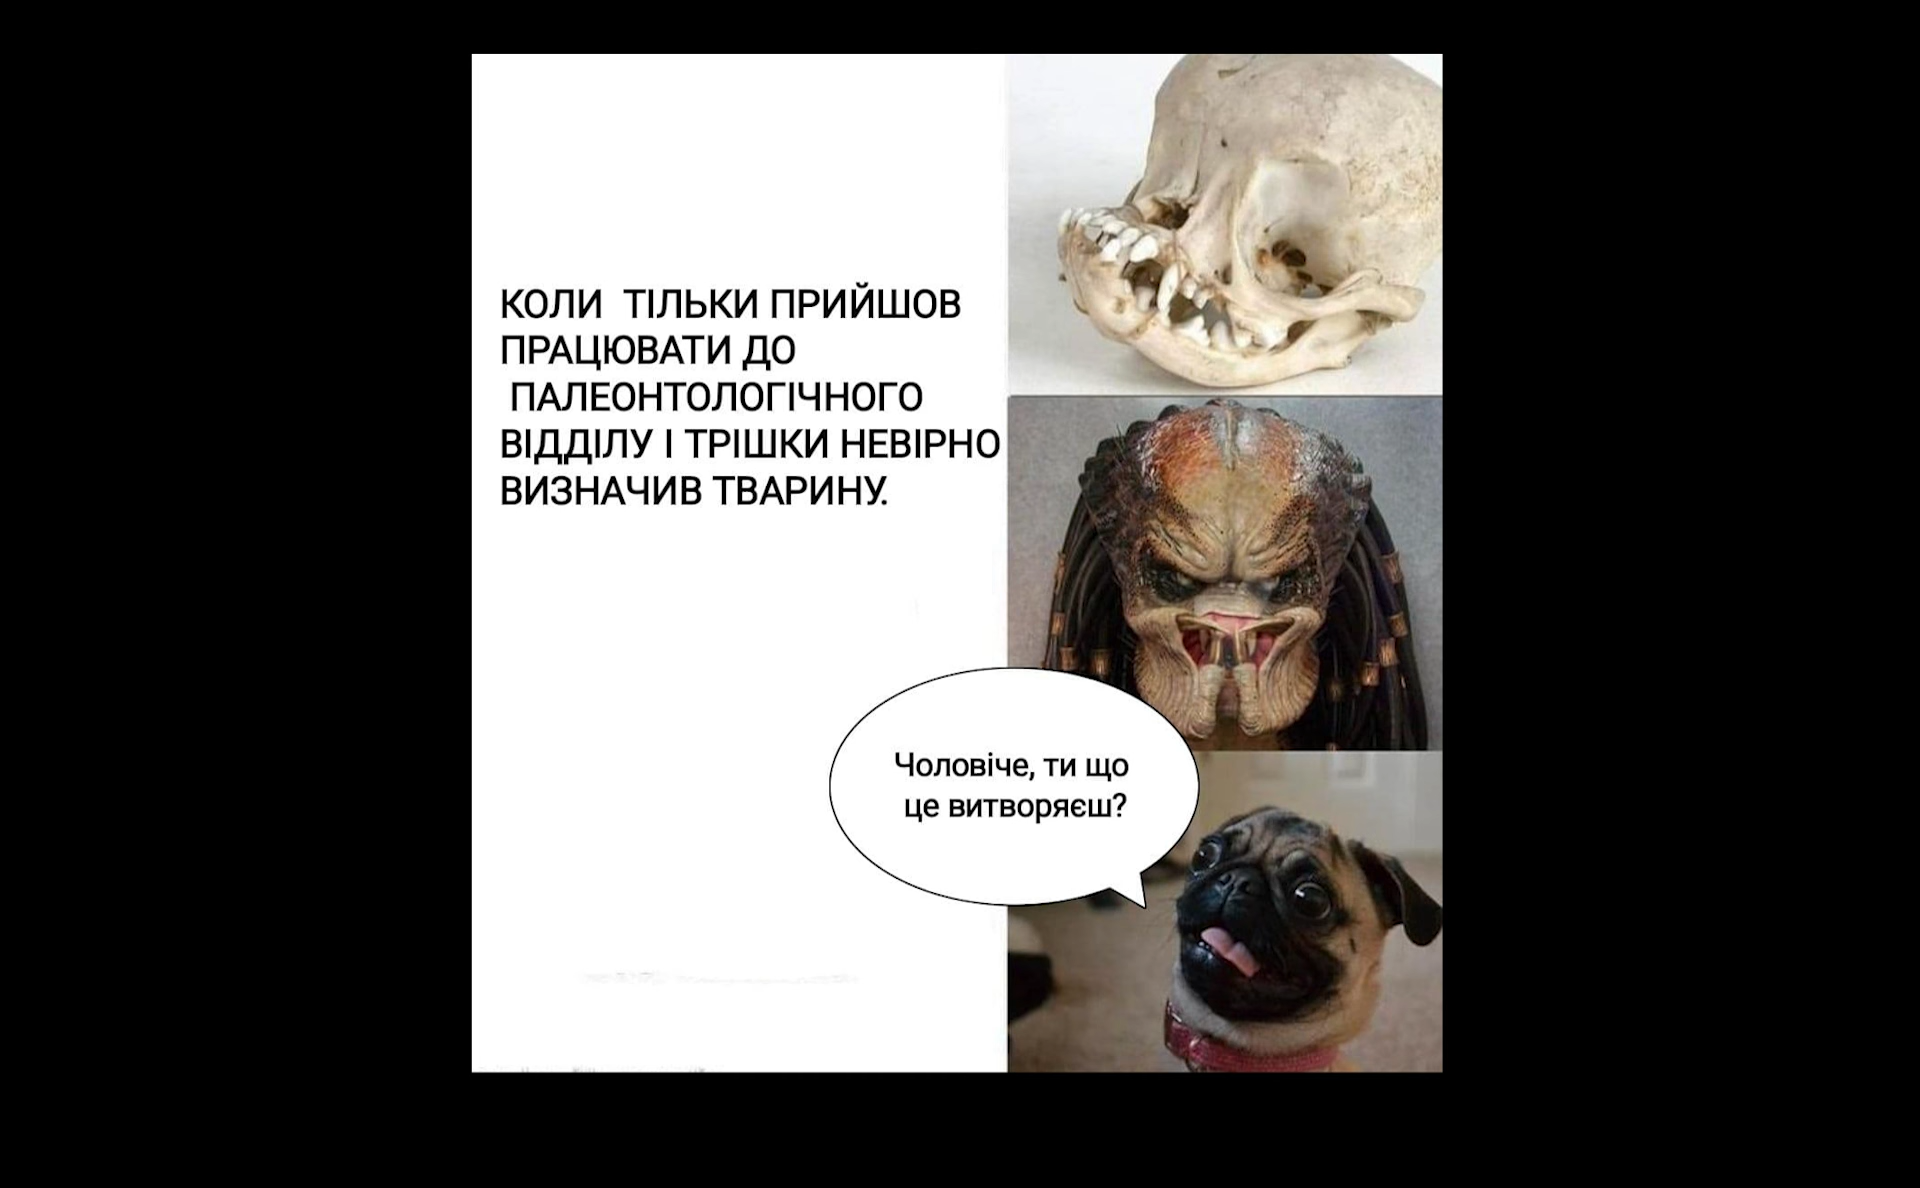 КОЛИ ТІЛЬКИ ПРИЙШОВ
ПРАЦЮВАТИ ДО
ПАЛЕОНТОЛОГІЧНОГО
ВІДДІЛУ І ТРІШКИ НЕВІРНО
ВИЗНАЧИВ ТВАРИНУ.
Чоловіче, ти що
це витворяєш?